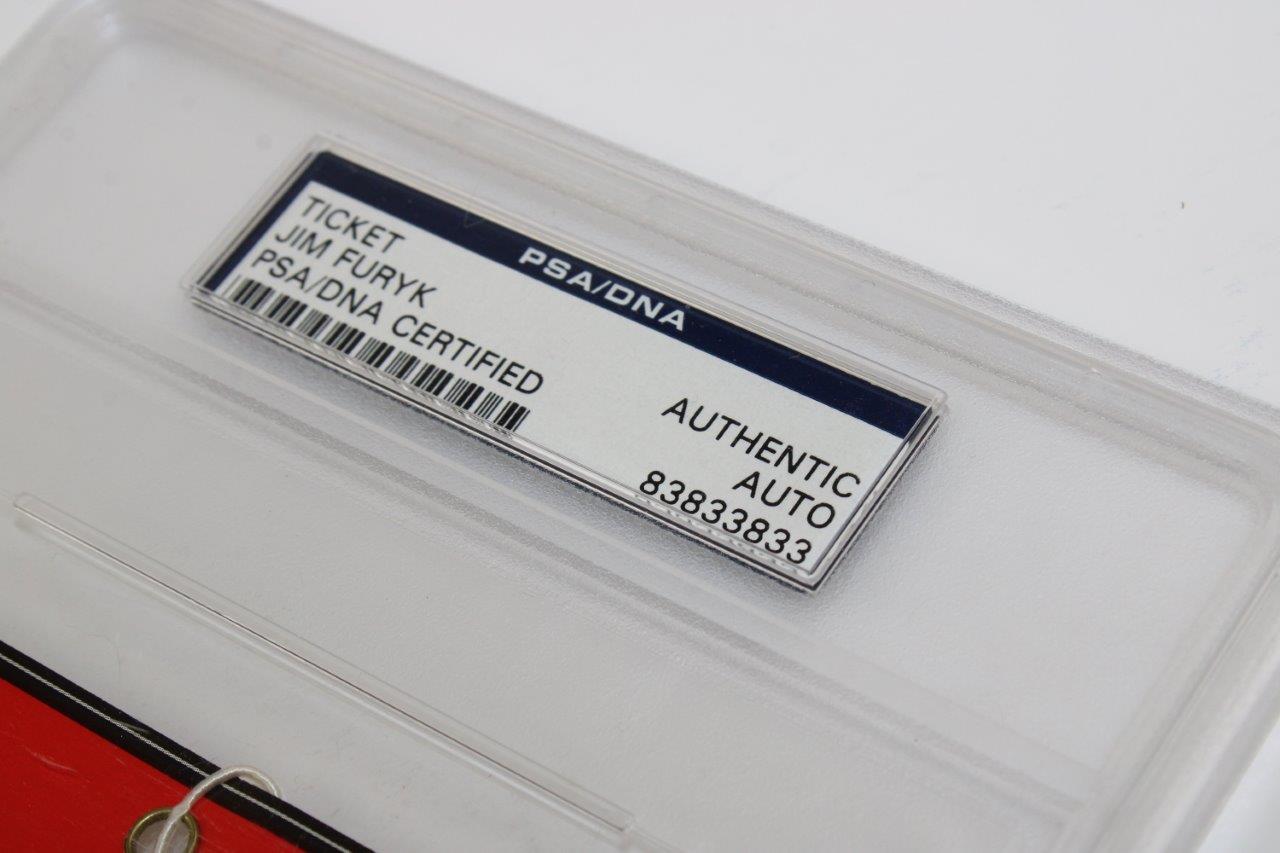 PSA/DNA
TICKET
JIM FURYK
PSA/DNA CERTIFIED
AUTHENTIC
AUTO
83833833